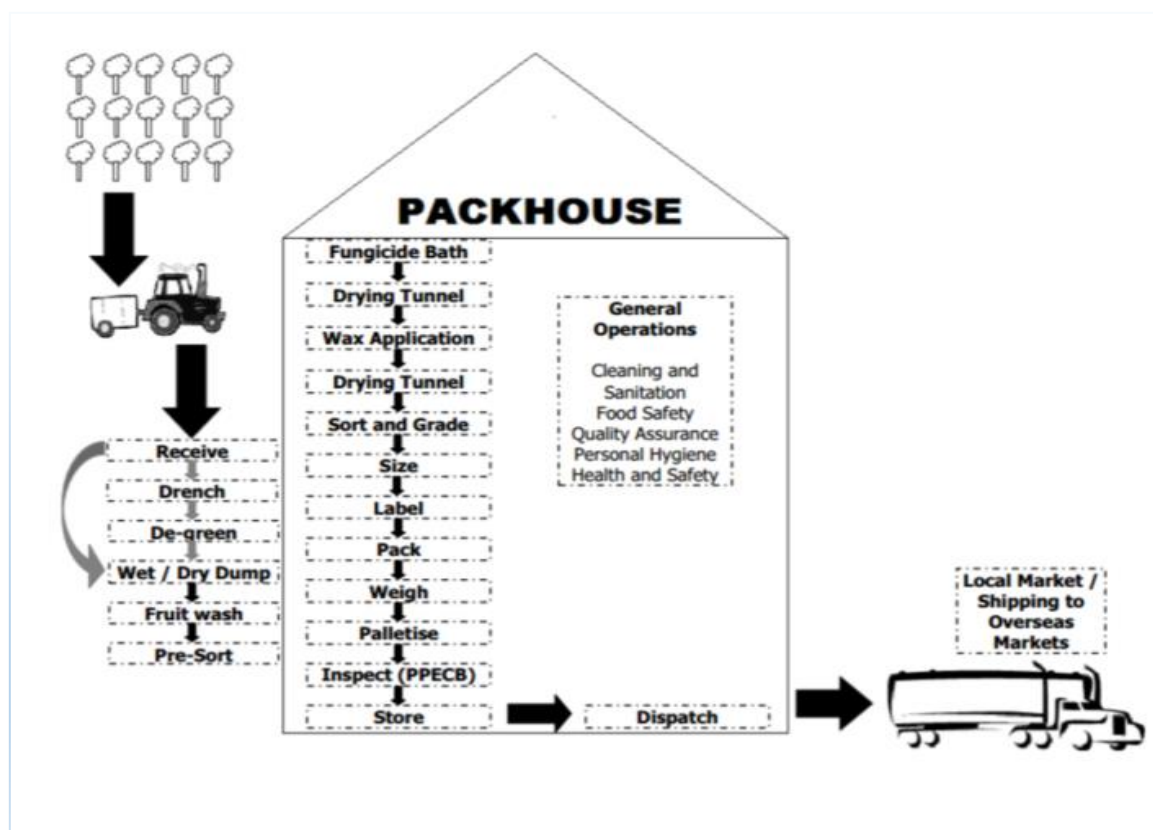 PACKHOUSE
Receive
Drench
De-green
Wet / Dry Dump
Fruit wash
Pre-Sort
Fungicide Bath
Drying Tunnel
Wax Application
Drying Tunnel
Sort and Grade
Size
Label
Pack
Weigh
Palletise
Inspect (PPECB)
Store
General
Operations
Cleaning and
Sanitation
Food Safety
Quality Assurance
Personal Hygiene
Health and Safety
Dispatch
Local Market /
Shipping to
Overseas
Markets